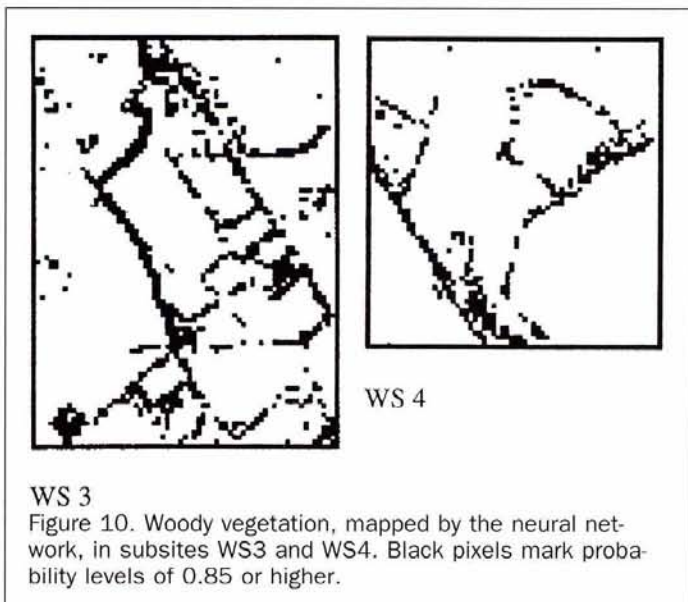 WS 4
WS 3
Figure 10. Woody vegetation, mapped by the neural net-
work, in subsites WS3 and WS4. Black pixels mark proba-
bility levels of 0.85 or higher.